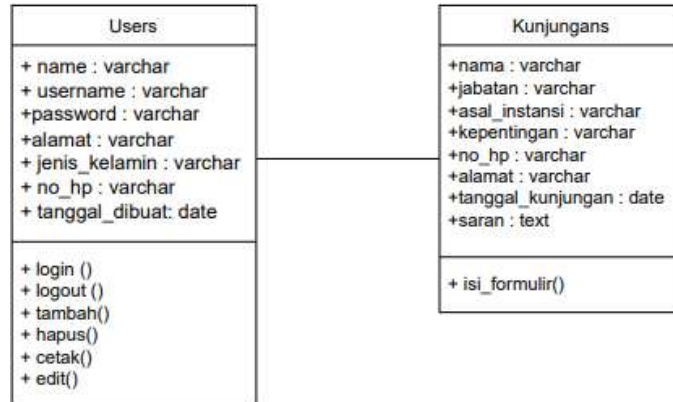 Users
+ name : varchar
+ username : varchar
+password : varchar
+alamat : varchar
+ jenis_kelamin : varchar
+ no_hp : varchar
+ tanggal_dibuat: date
+ login ()
+ logout ()
+ tambah()
+ hapus()
+ cetak()
+ edit()
Kunjungans
+nama : varchar
+jabatan : varchar
+asal_instansi : varchar
+kepentingan : varchar
+no_hp : varchar
+alamat : varchar
+tanggal_kunjungan : date
+saran : text
+ isi_formulir()